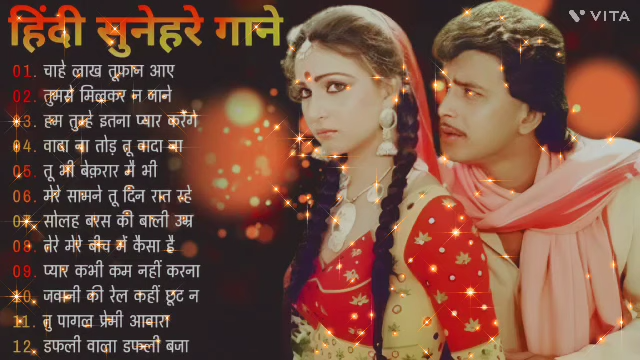 हिंदी सुनेहरे गाने
VITA
01. चाहे लाख तूफान आए
02. तुमसे मिलकर न जाने
03. हम तुम्हे इतना प्यार करेंगे
04. वादा ना तोड़ तू वादा ना
05. तू भी बेक़रार मैं भी
06. मेरे सामने तू दिन रात रहे
07. सोलह बरस की बाली उम्र
08. तेरे मेरे बीच में कैसा है
09. प्यार कभी कम नहीं करना
10. जवानी की रेल कहीं छूट न
11. तु पागल प्रेमी आवारा
12. डफली वाला डफली बजा